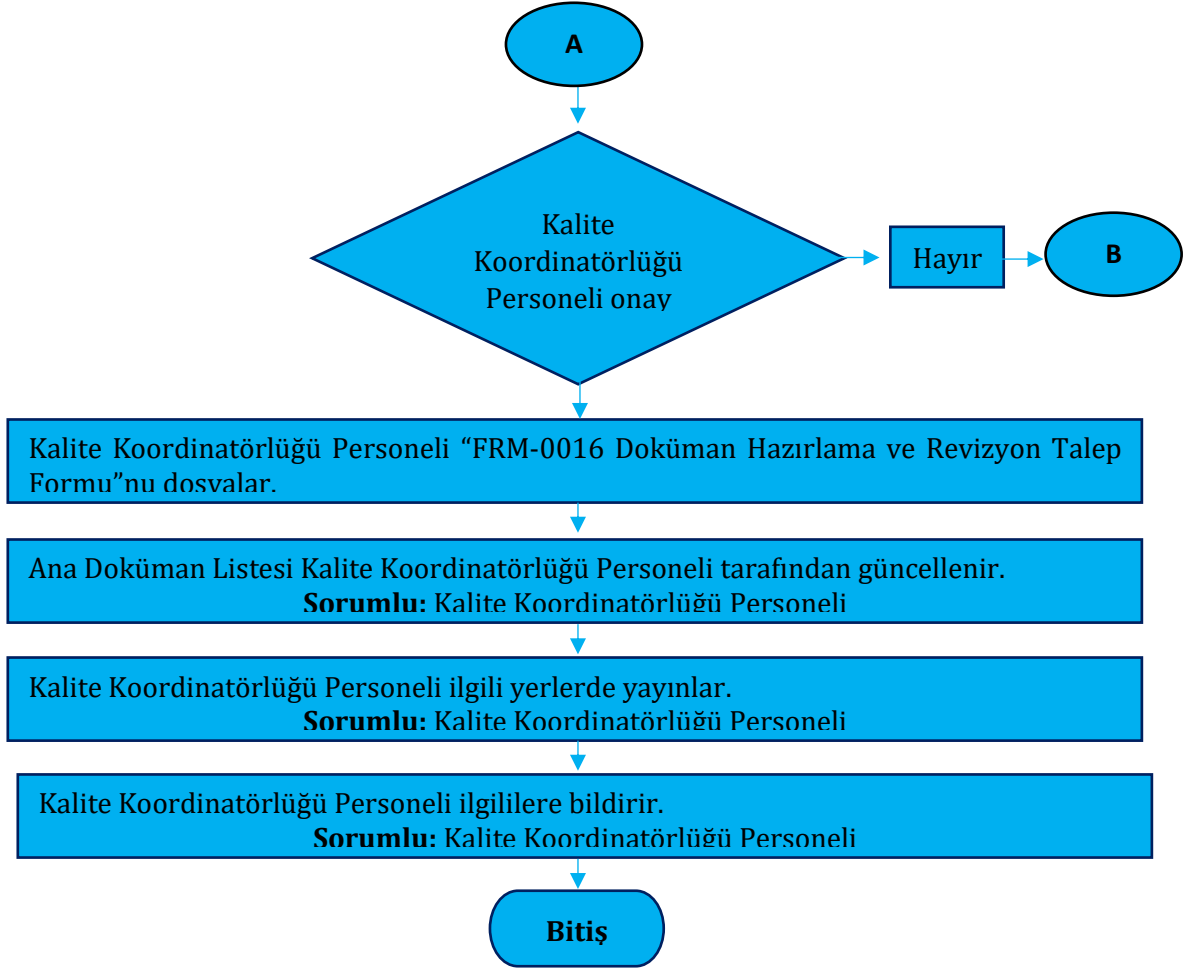 A
Kalite
Koordinatörlüğü
Personeli onay
Hayır
B
Kalite Koordinatörlüğü Personeli “FRM-0016 Doküman Hazırlama ve Revizyon Talep
Formu”nu dosyalar.
Ana Doküman Listesi Kalite Koordinatörlüğü Personeli tarafından güncellenir.
Sorumlu: Kalite Koordinatörlüğü Personeli
Kalite Koordinatörlüğü Personeli ilgili yerlerde yayınlar.
Sorumlu: Kalite Koordinatörlüğü Personeli
Kalite Koordinatörlüğü Personeli ilgililere bildirir.
Sorumlu: Kalite Koordinatörlüğü Personeli
Bitiş